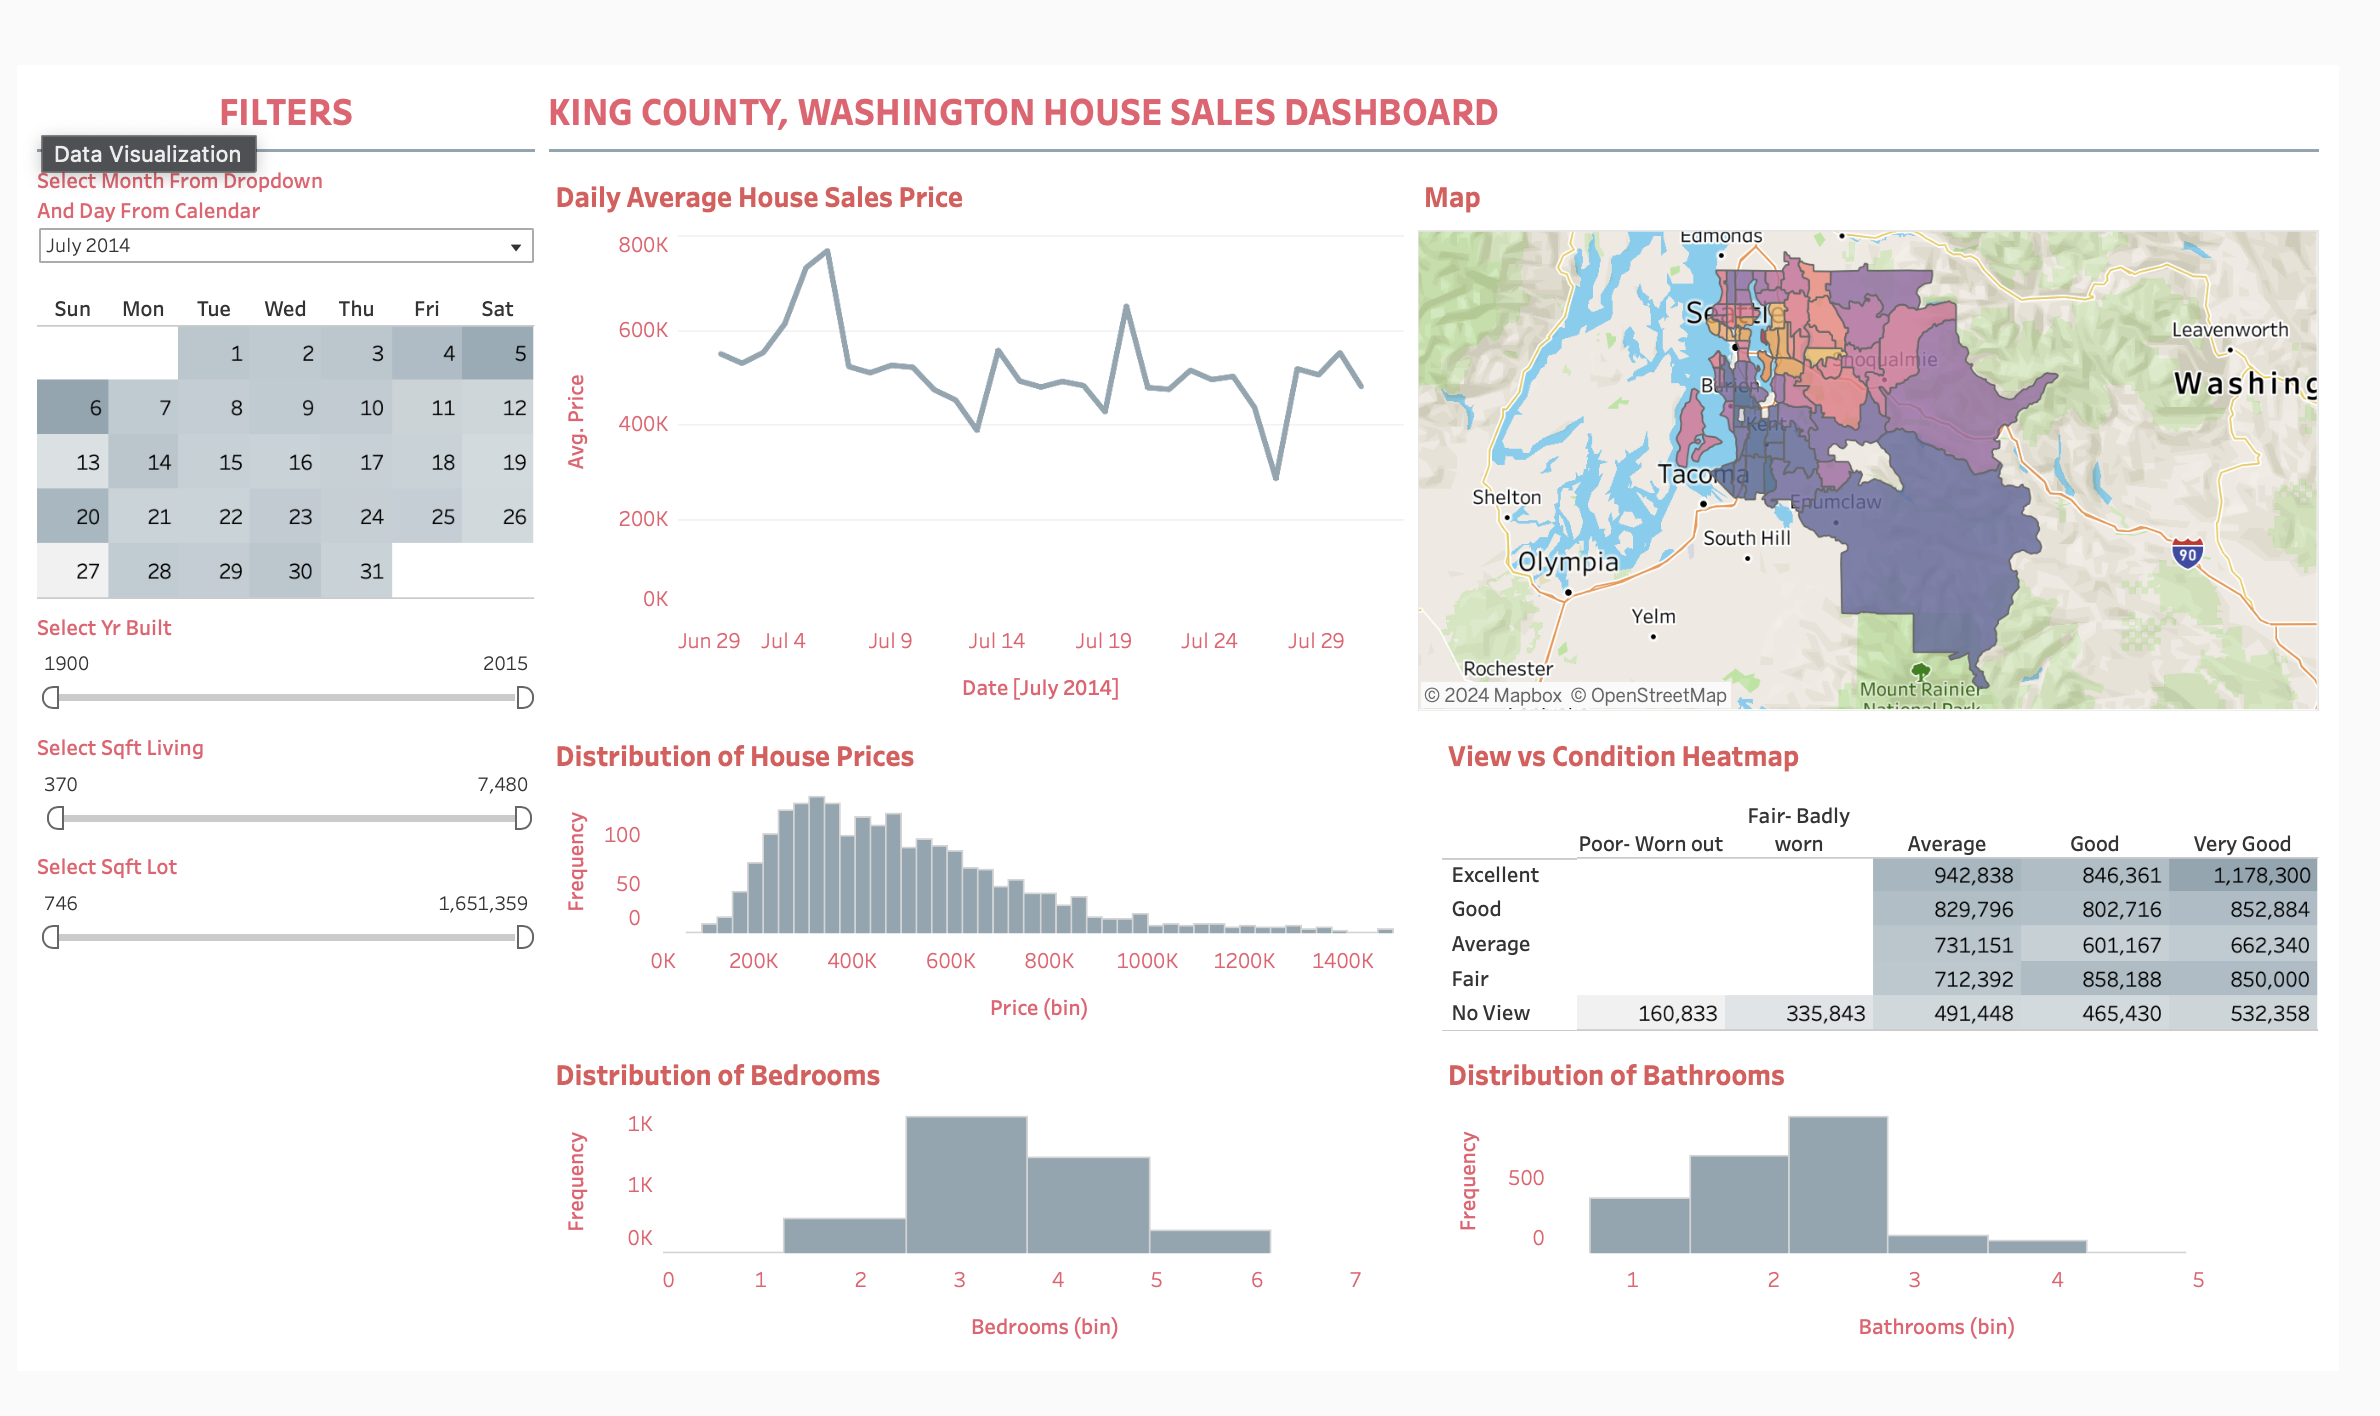 FILTERS
KING COUNTY, WASHINGTON HOUSE SALES DASHBOARD
Data Visualization
Select Month From Dropdown
And Day From Calendar
July 2014
Sun Mon Tue Wed Thu Fri Sat
1 2 3 4 5
6 7 8 9 10 11 12
13 14 15 16 17 18 19
20 21 22 23 24 25 26
27 28 29 30 31
Select Yr Built
1900 2015
Select Sqft Living
370 7,480
Select Sqft Lot
746 1,651,359
Daily Average House Sales Price
Avg. Price
800K
600K
400K
200K
0K
Jun 29 Jul 4 Jul 9 Jul 14 Jul 19 Jul 24 Jul 29
Date [July 2014]
Map
Edmonds
Seattle
Leavenworth
Snoqualmie
Washing
Burien
Kent
Tacoma
Enumclaw
Shelton
South Hill
90
Olympia
Yelm
Rochester
Mount Rainier
National Park
© 2024 Mapbox © OpenStreetMap
Distribution of House Prices
Frequency
100
50
0
0K 200K 400K 600K 800K 1000K 1200K 1400K
Price (bin)
View vs Condition Heatmap
Fair- Badly
Poor- Worn out worn Average Good Very Good
Excellent 942,838 846,361 1,178,300
Good 829,796 802,716 852,884
Average 731,151 601,167 662,340
Fair 712,392 858,188 850,000
No View 160,833 335,843 491,448 465,430 532,358
Distribution of Bedrooms
Frequency
1K
1K
0K
0 1 2 3 4 5 6 7
Bedrooms (bin)
Distribution of Bathrooms
Frequency
500
0
1 2 3 4 5
Bathrooms (bin)